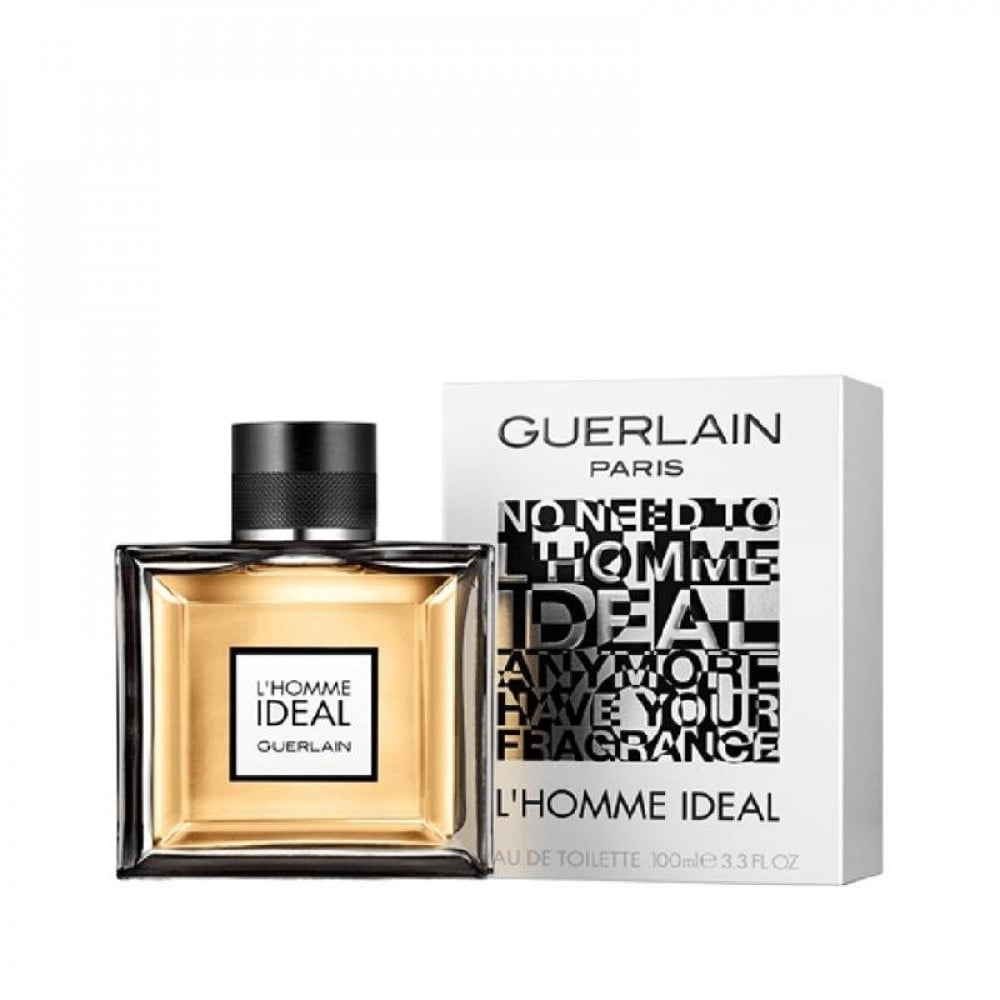 L'HOMME
IDEAL
GUERLAIN
GUERLAIN
PARIS
NO NEED TO
L'HOMME
IDEAL
ANYMORE
HAVE YOUR
FRAGRANCE
L'HOMME IDEAL
AU DE TOILETTE 100ml℮ 3.3 FL OZ